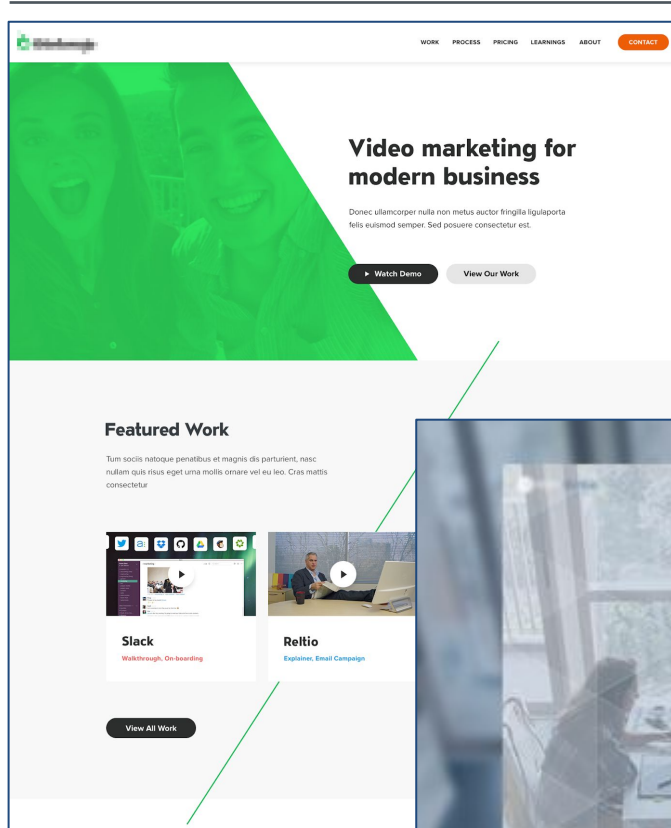 WORK PROCESS PRICING LEARNINGS ABOUT CONTACT
Video marketing for
modern business
Donec ullamcorper nulla non metus auctor fringilla ligulaporta
felis euismod semper. Sed posuere consectetur est.
Watch Demo View Our Work
Featured Work
Tum sociis natoque penatibus et magnis dis parturient, nasc
nullam quis risus eget urna mollis ornare vel eu leo. Cras mattis
consectetur
Slack
Walkthrough, On-boarding
Reltio
Explainer, Email Campaign
View All Work